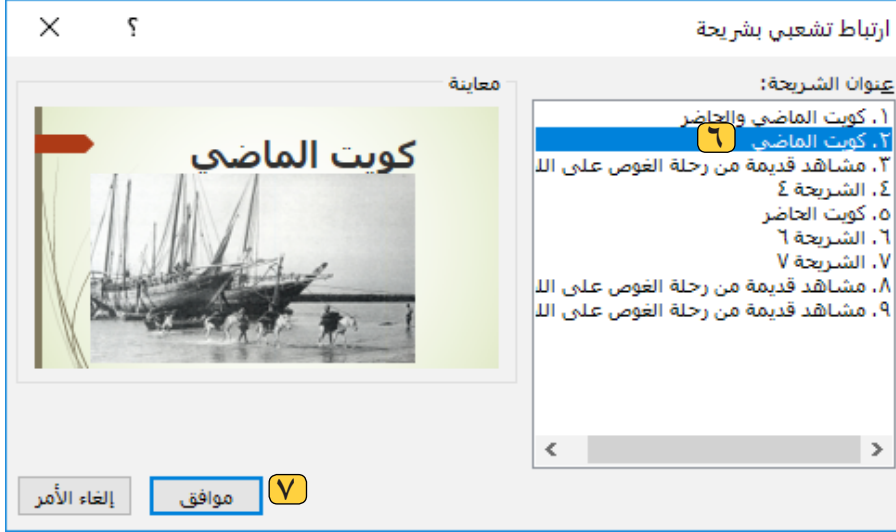 ارتباط تشعبي بشريحة
؟
عنوان الشريحة:
١. كويت الماضي والحاضر
٢. كويت الماضي
٦
٣. مشاهد قديمة من رحلة الغوص على الل
٤. الشريحة ٤
٥. كويت الحاضر
٦. الشريحة ٦
٧. الشريحة ٧
٨. مشاهد قديمة من رحلة الغوص على الل
٩. مشاهد قديمة من رحلة الغوص على الل
معاينة
كويت الماضي
٧
موافق
إلغاء الأمر